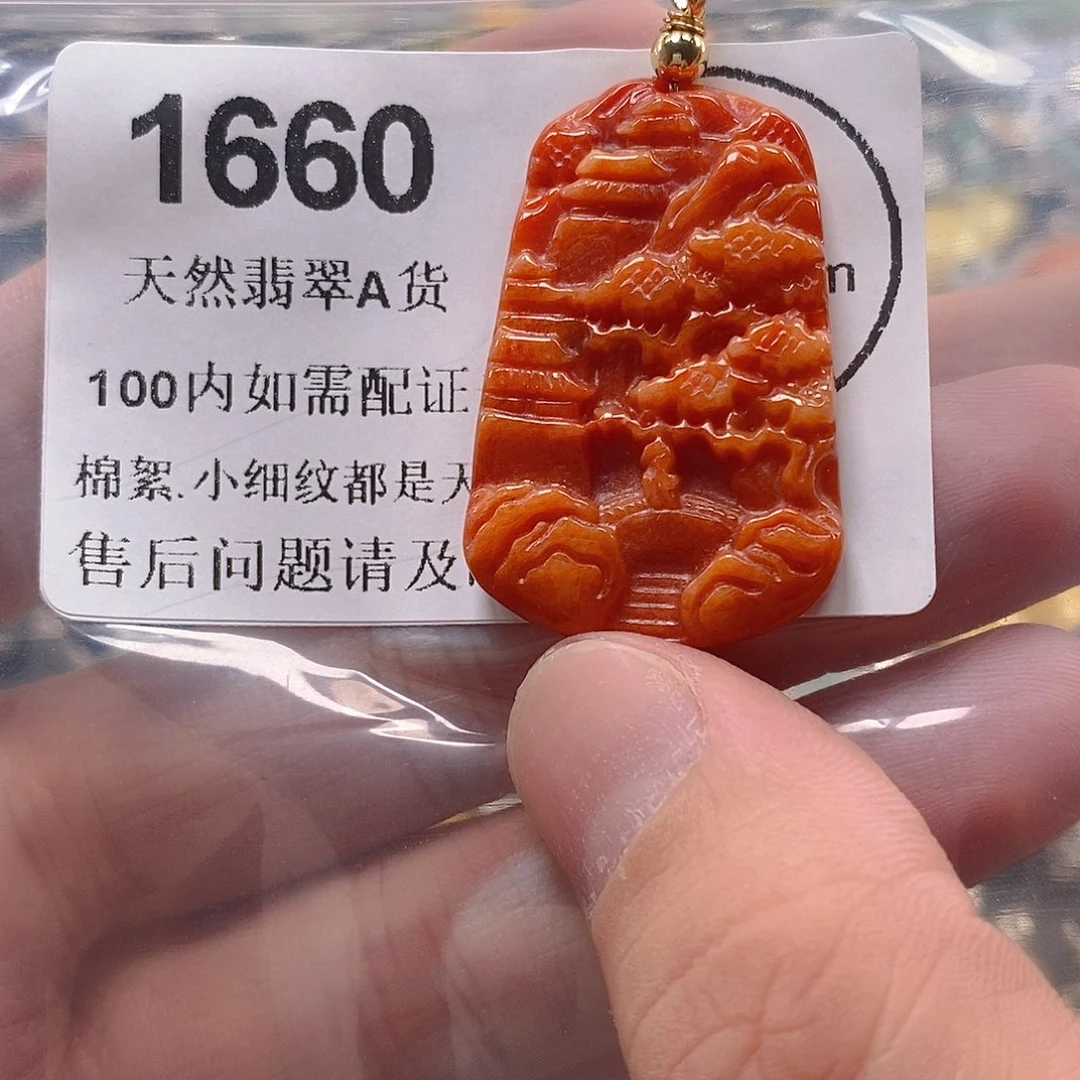 1660
天然翡翠A货
n
100内如需配证
棉絮.小细纹都是天
售后问题请及